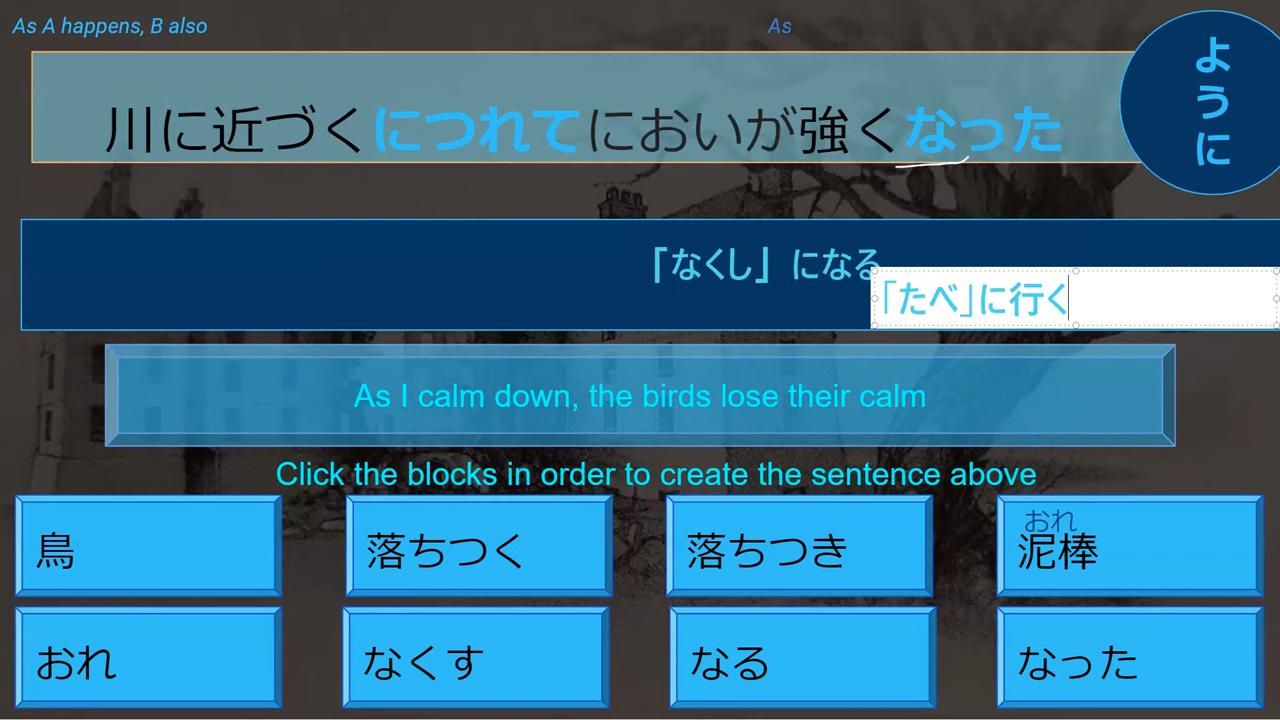 As A happens, B also
As
川に近づくにつれてにおいが強くなった
ように
「なくし」になる
「たべ」に行く
As I calm down, the birds lose their calm
Click the blocks in order to create the sentence above
鳥
落ちつく
落ちつき
おれ
泥棒
おれ
なくす
なる
なった